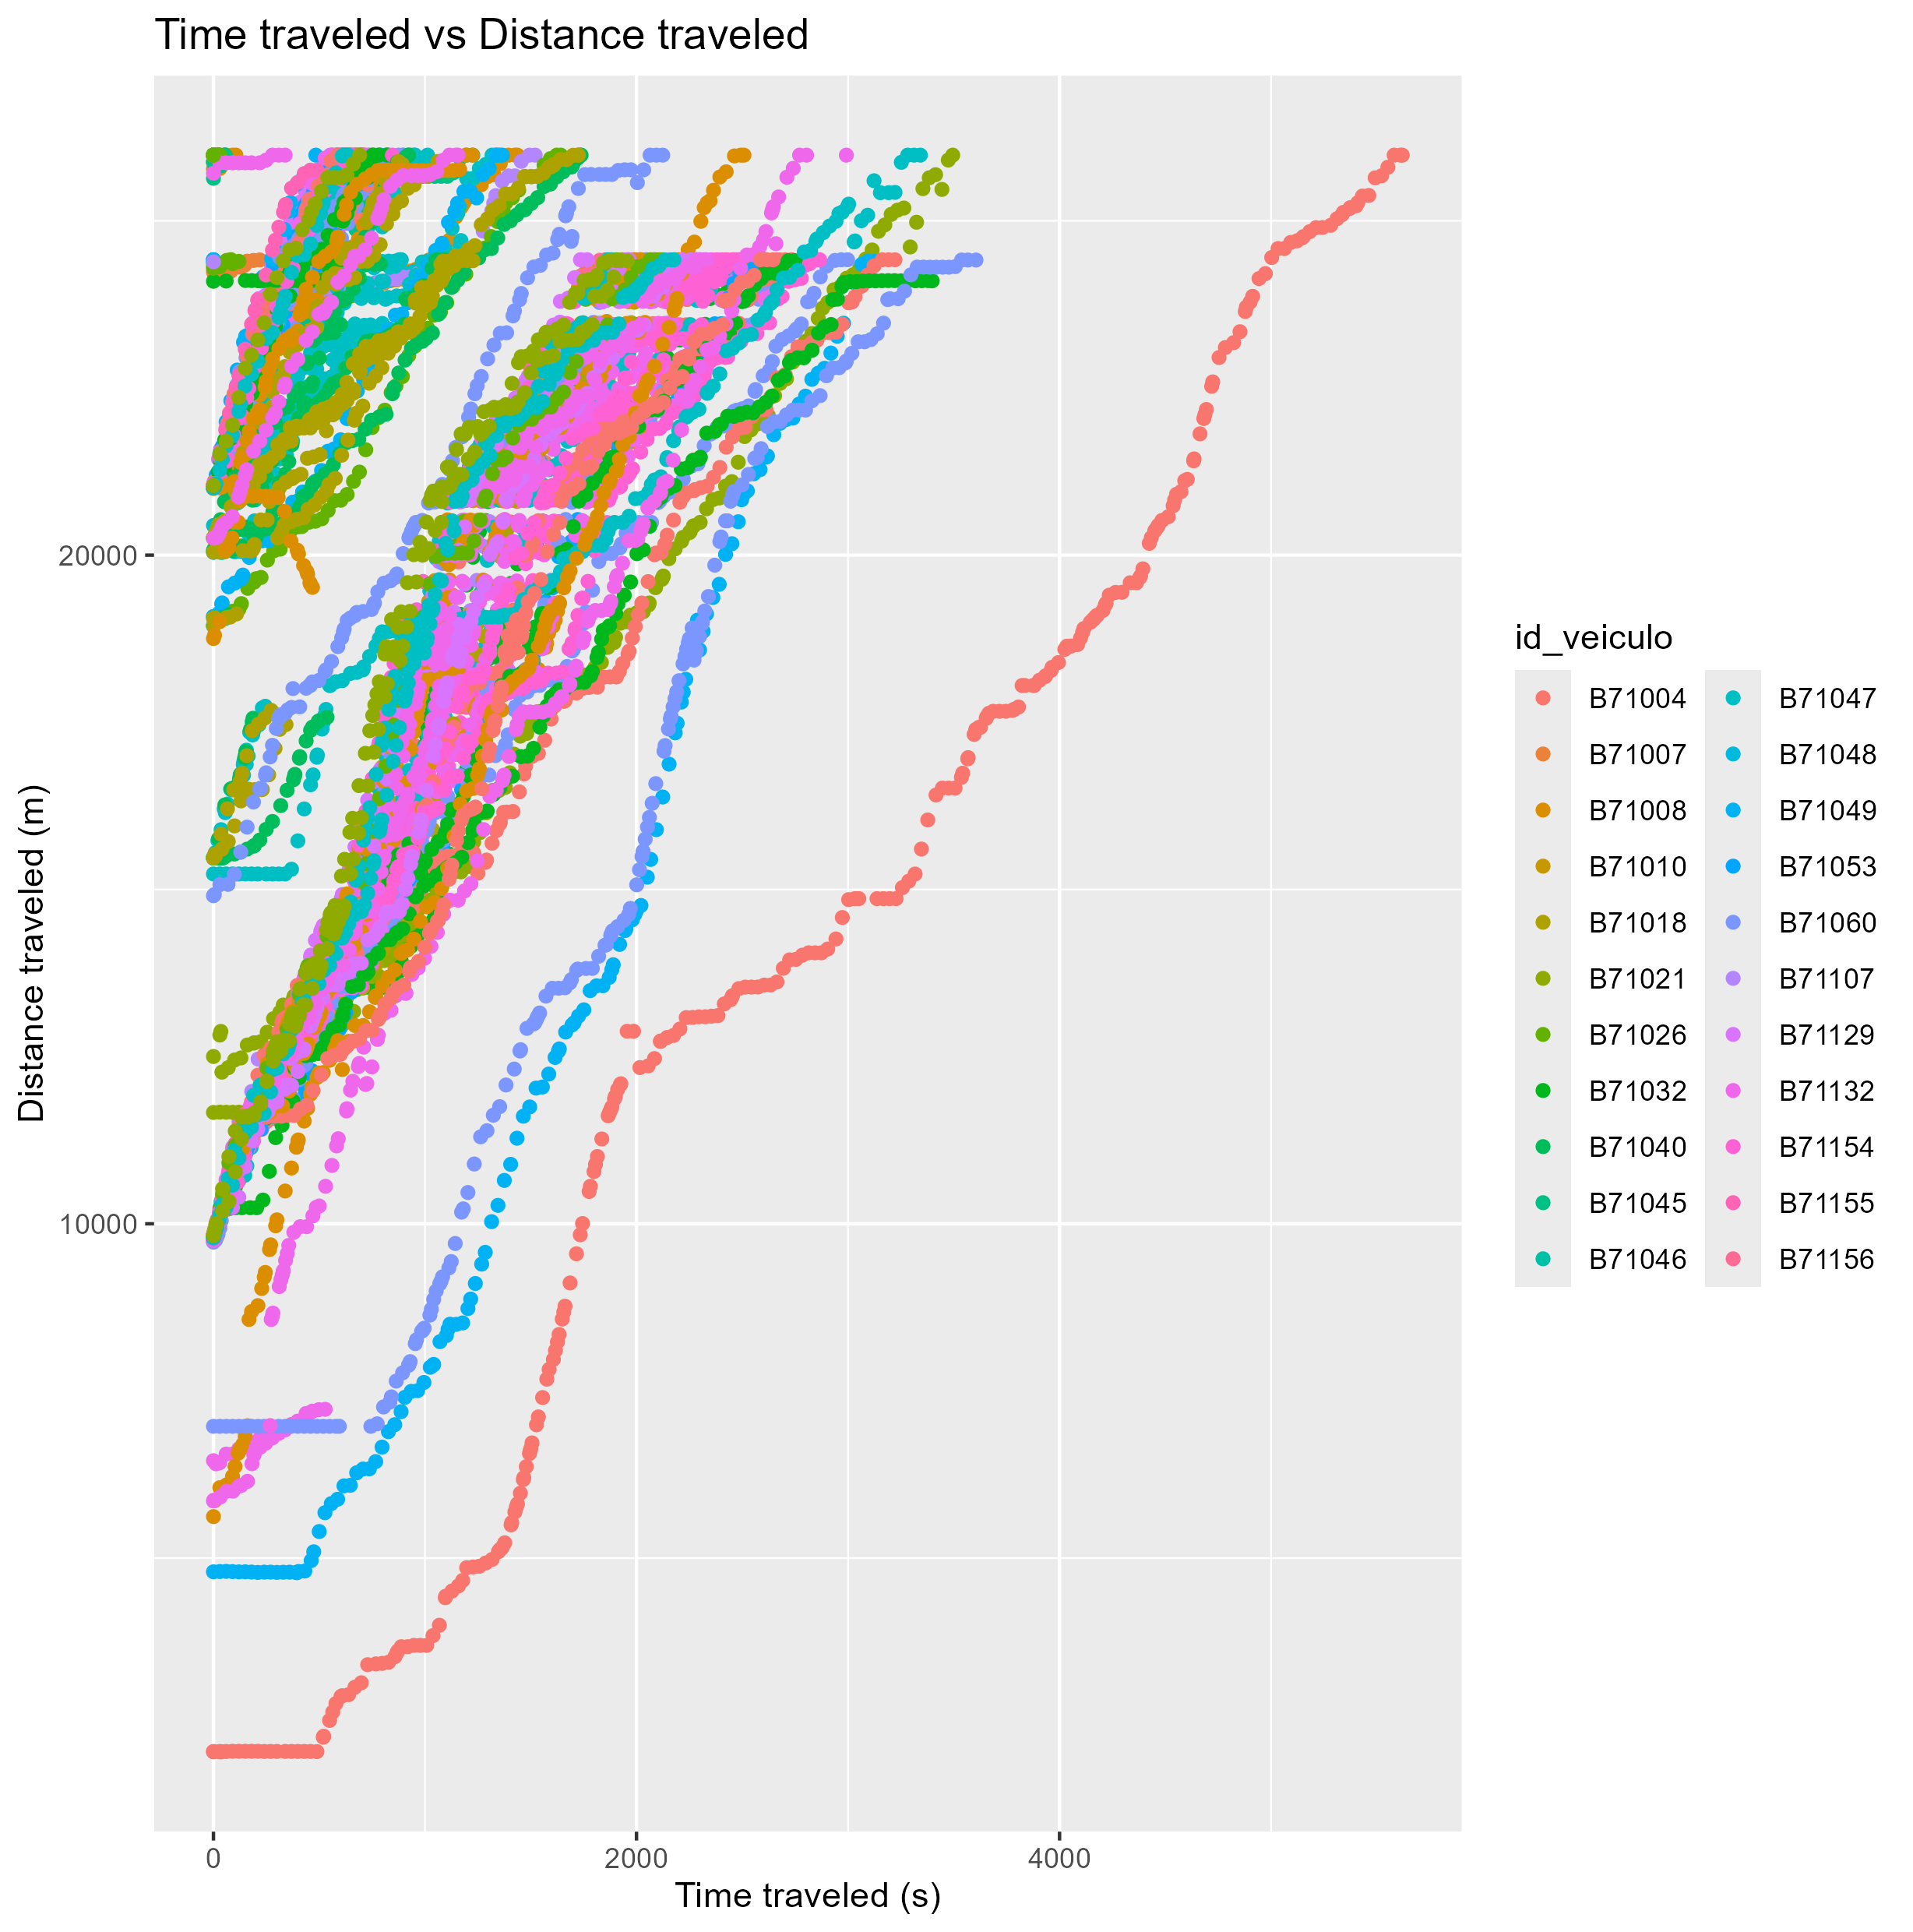 Time traveled vs Distance traveled
Distance traveled (m)
20000
10000
0
2000
4000
Time traveled (s)
id_veiculo
B71004
B71007
B71008
B71010
B71018
B71021
B71026
B71032
B71040
B71045
B71046
B71047
B71048
B71049
B71053
B71060
B71107
B71129
B71132
B71154
B71155
B71156